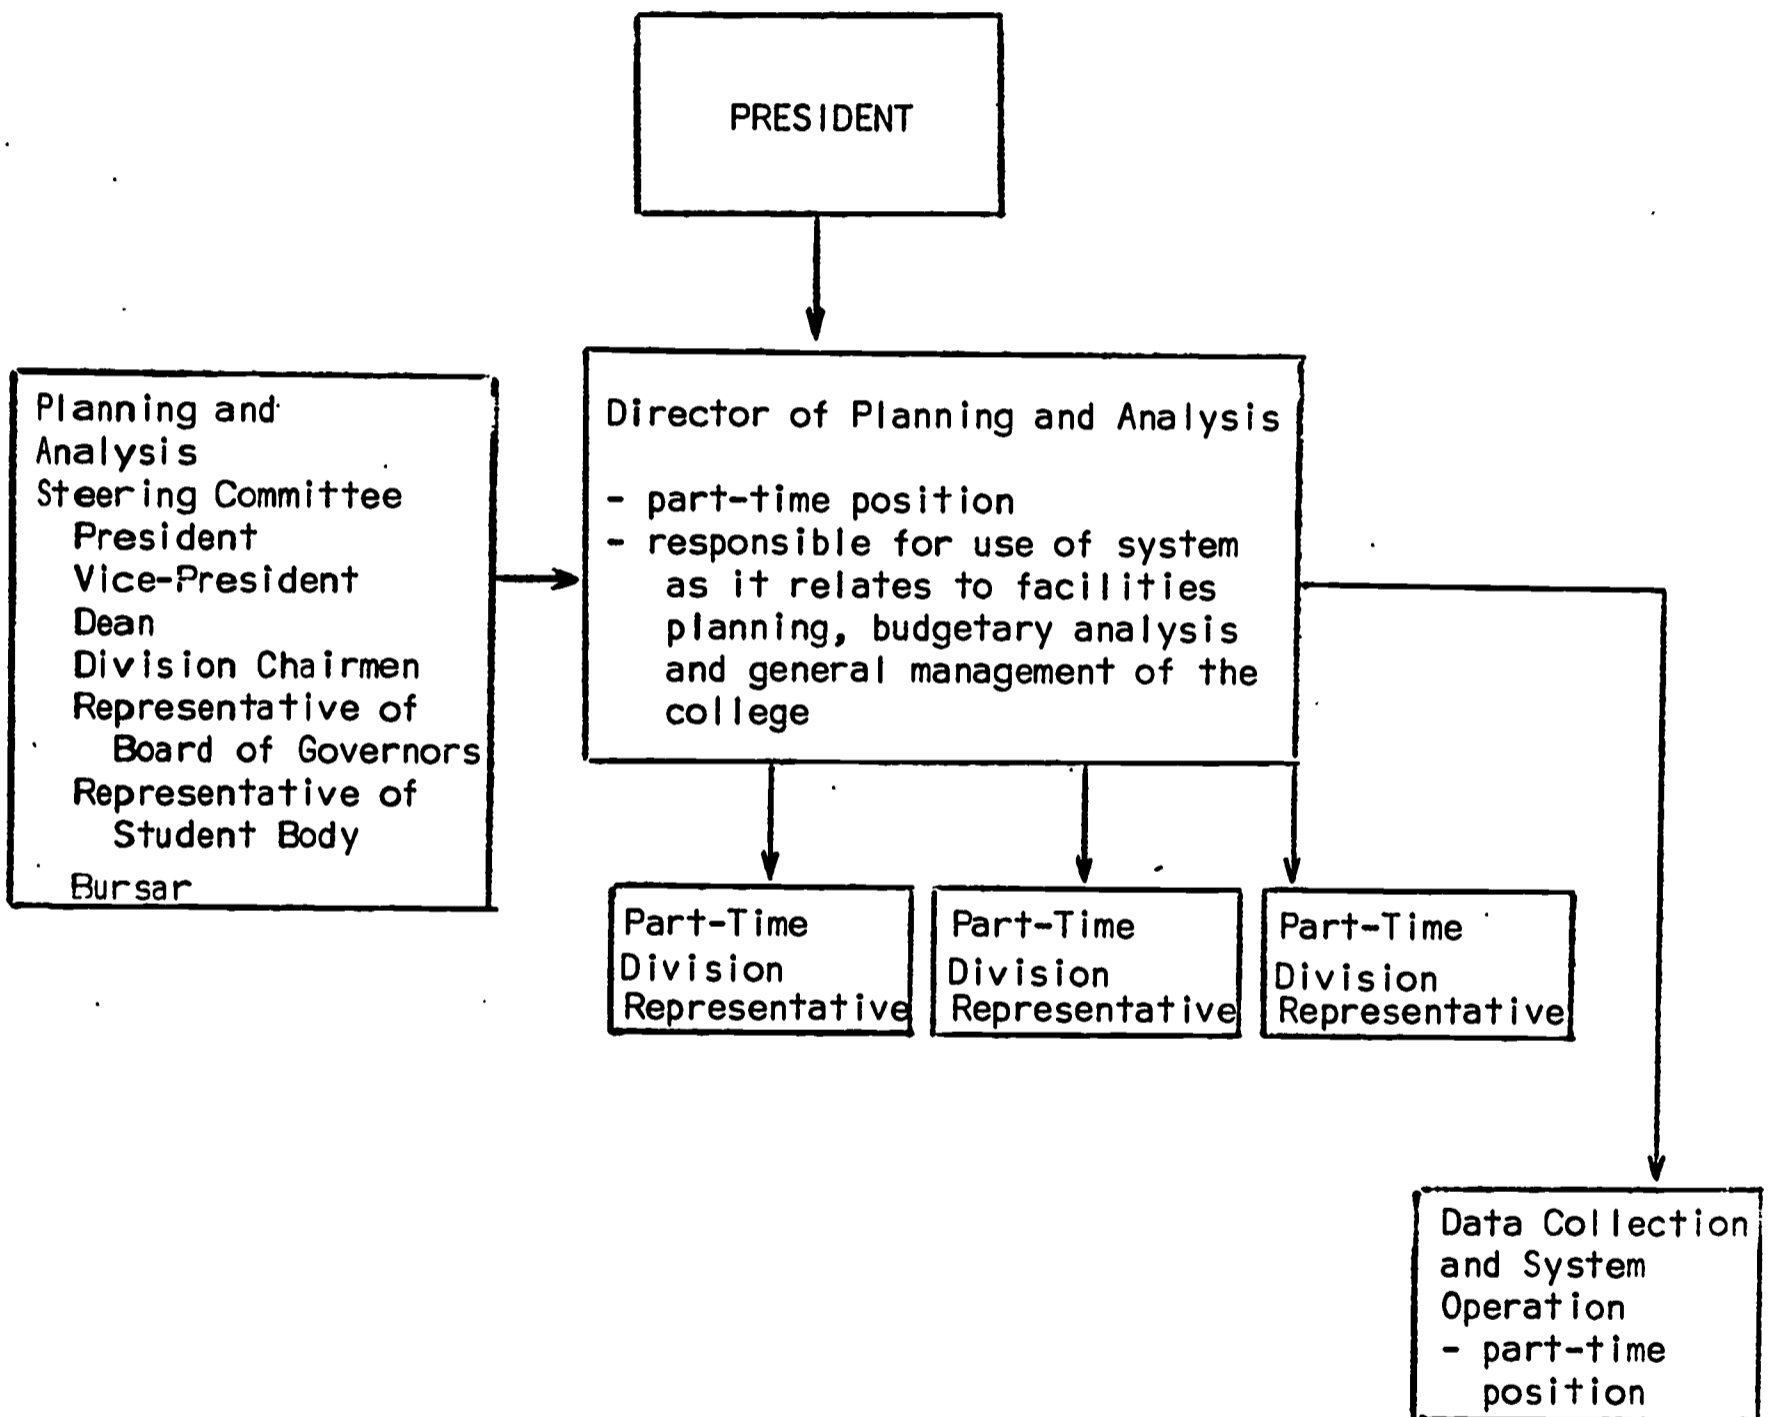 PRESIDENT
Planning and
Analysis
Steering Committee
President
Vice-President
Dean
Division Chairmen
Representative of
Board of Governors
Representative of
Student Body
Bursar
Director of Planning and Analysis
- part-time position
- responsible for use of system
as it relates to facilities
planning, budgetary analysis
and general management of the
college
Part-Time
Division
Representative
Part-Time
Division
Representative
Part-Time
Division
Representative
Data Collection
and System
Operation
- part-time
position